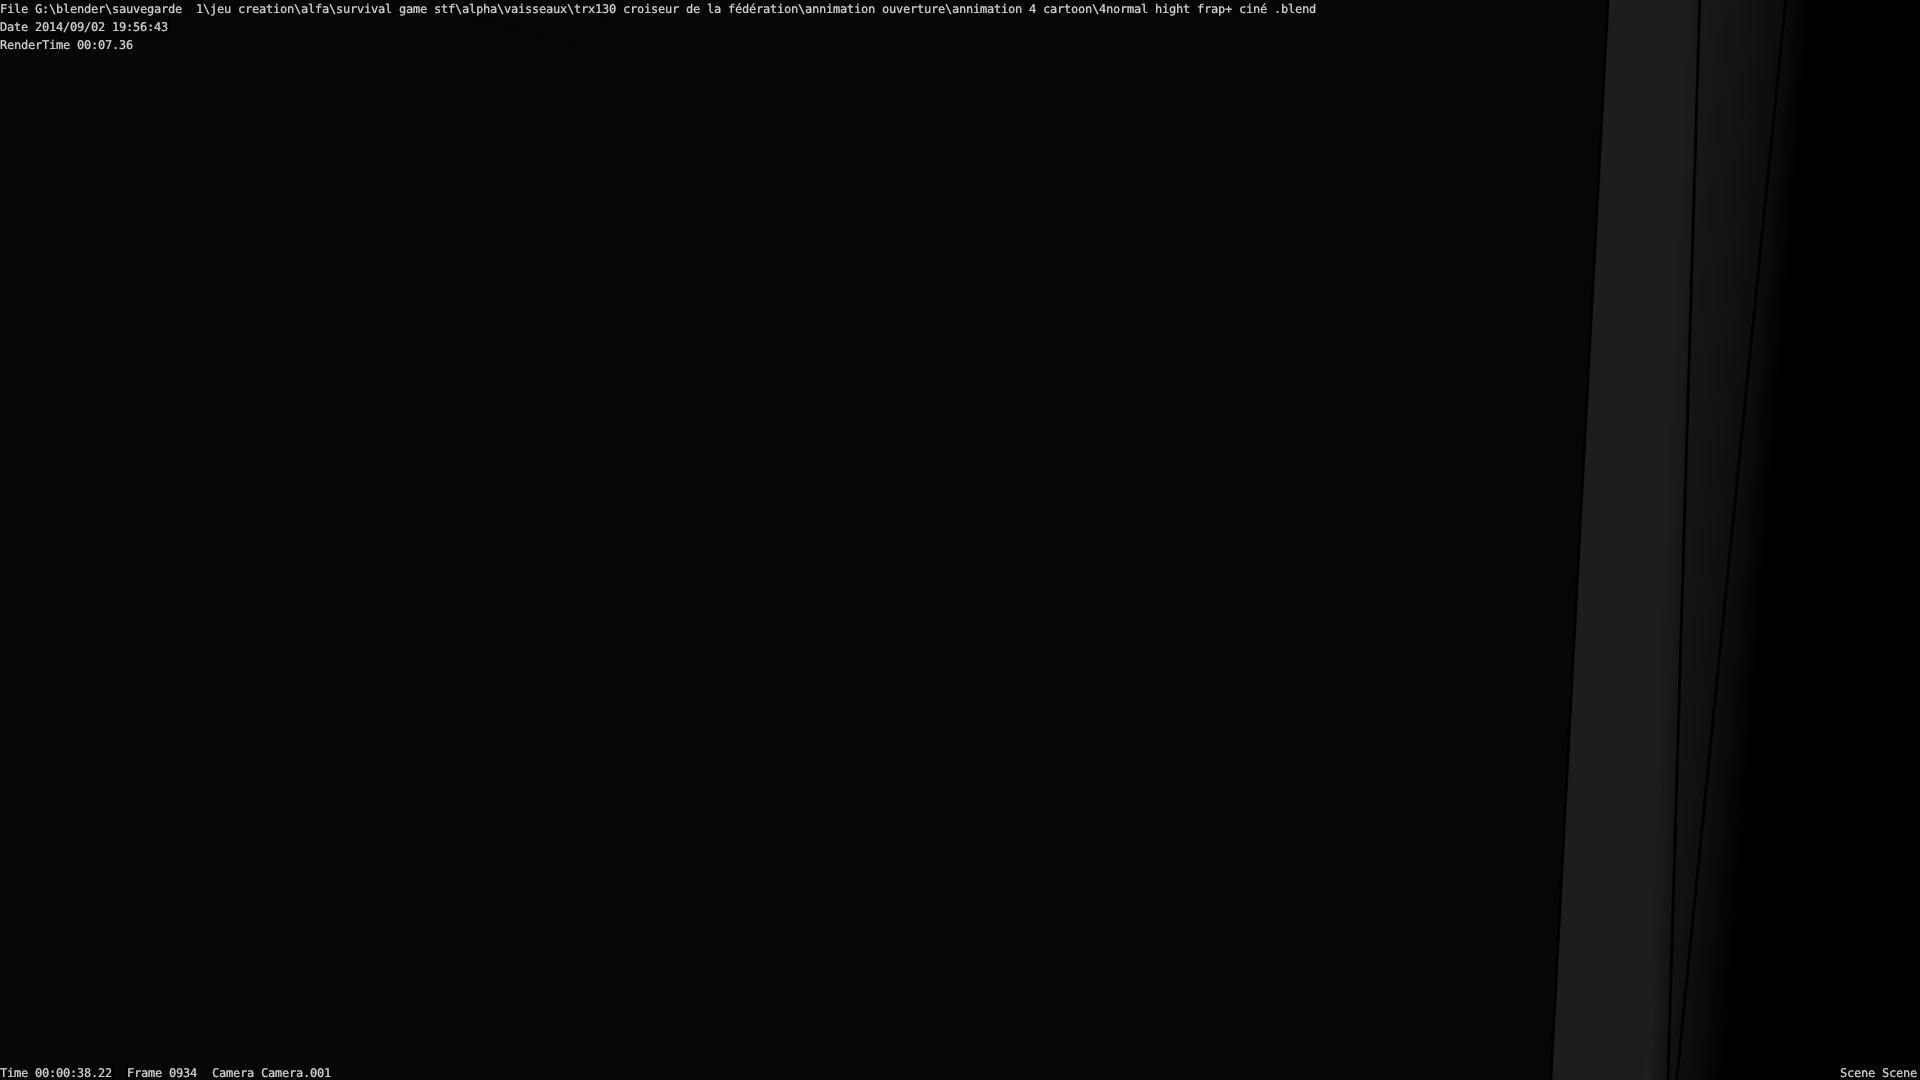 File G:\blender\sauvegarde  1\jeu creation\alfa\survival game stf\alpha\vaisseaux\trx130 croiseur de la fédération\annimation ouverture\annimation 4 cartoon\4normal hight frap+ ciné .blend
Date 2014/09/02 19:56:43
RenderTime 00:07.36
Time 00:00:38.22  Frame 0934  Camera Camera.001
Scene Scene